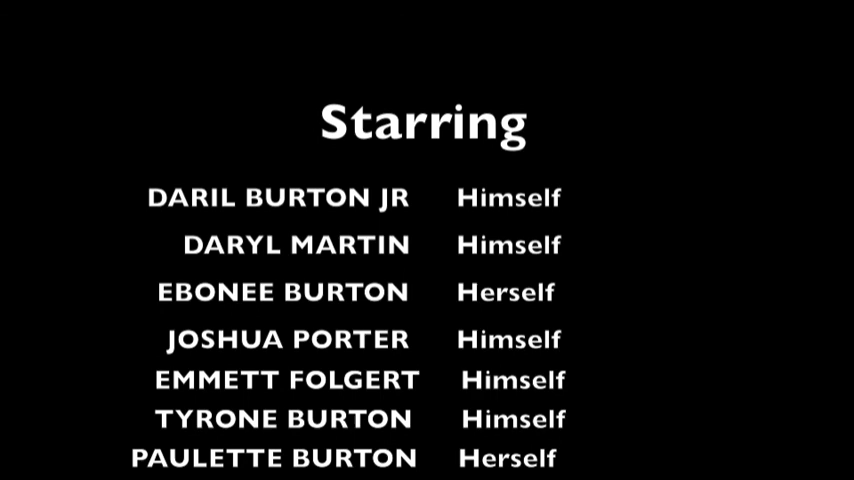 Starring
DARIL BURTON JR Himself
DARYL MARTIN Himself
EBONEE BURTON Herself
JOSHUA PORTER Himself
EMMETT FOLGERT Himself
TYRONE BURTON Himself
PAULETTE BURTON Herself